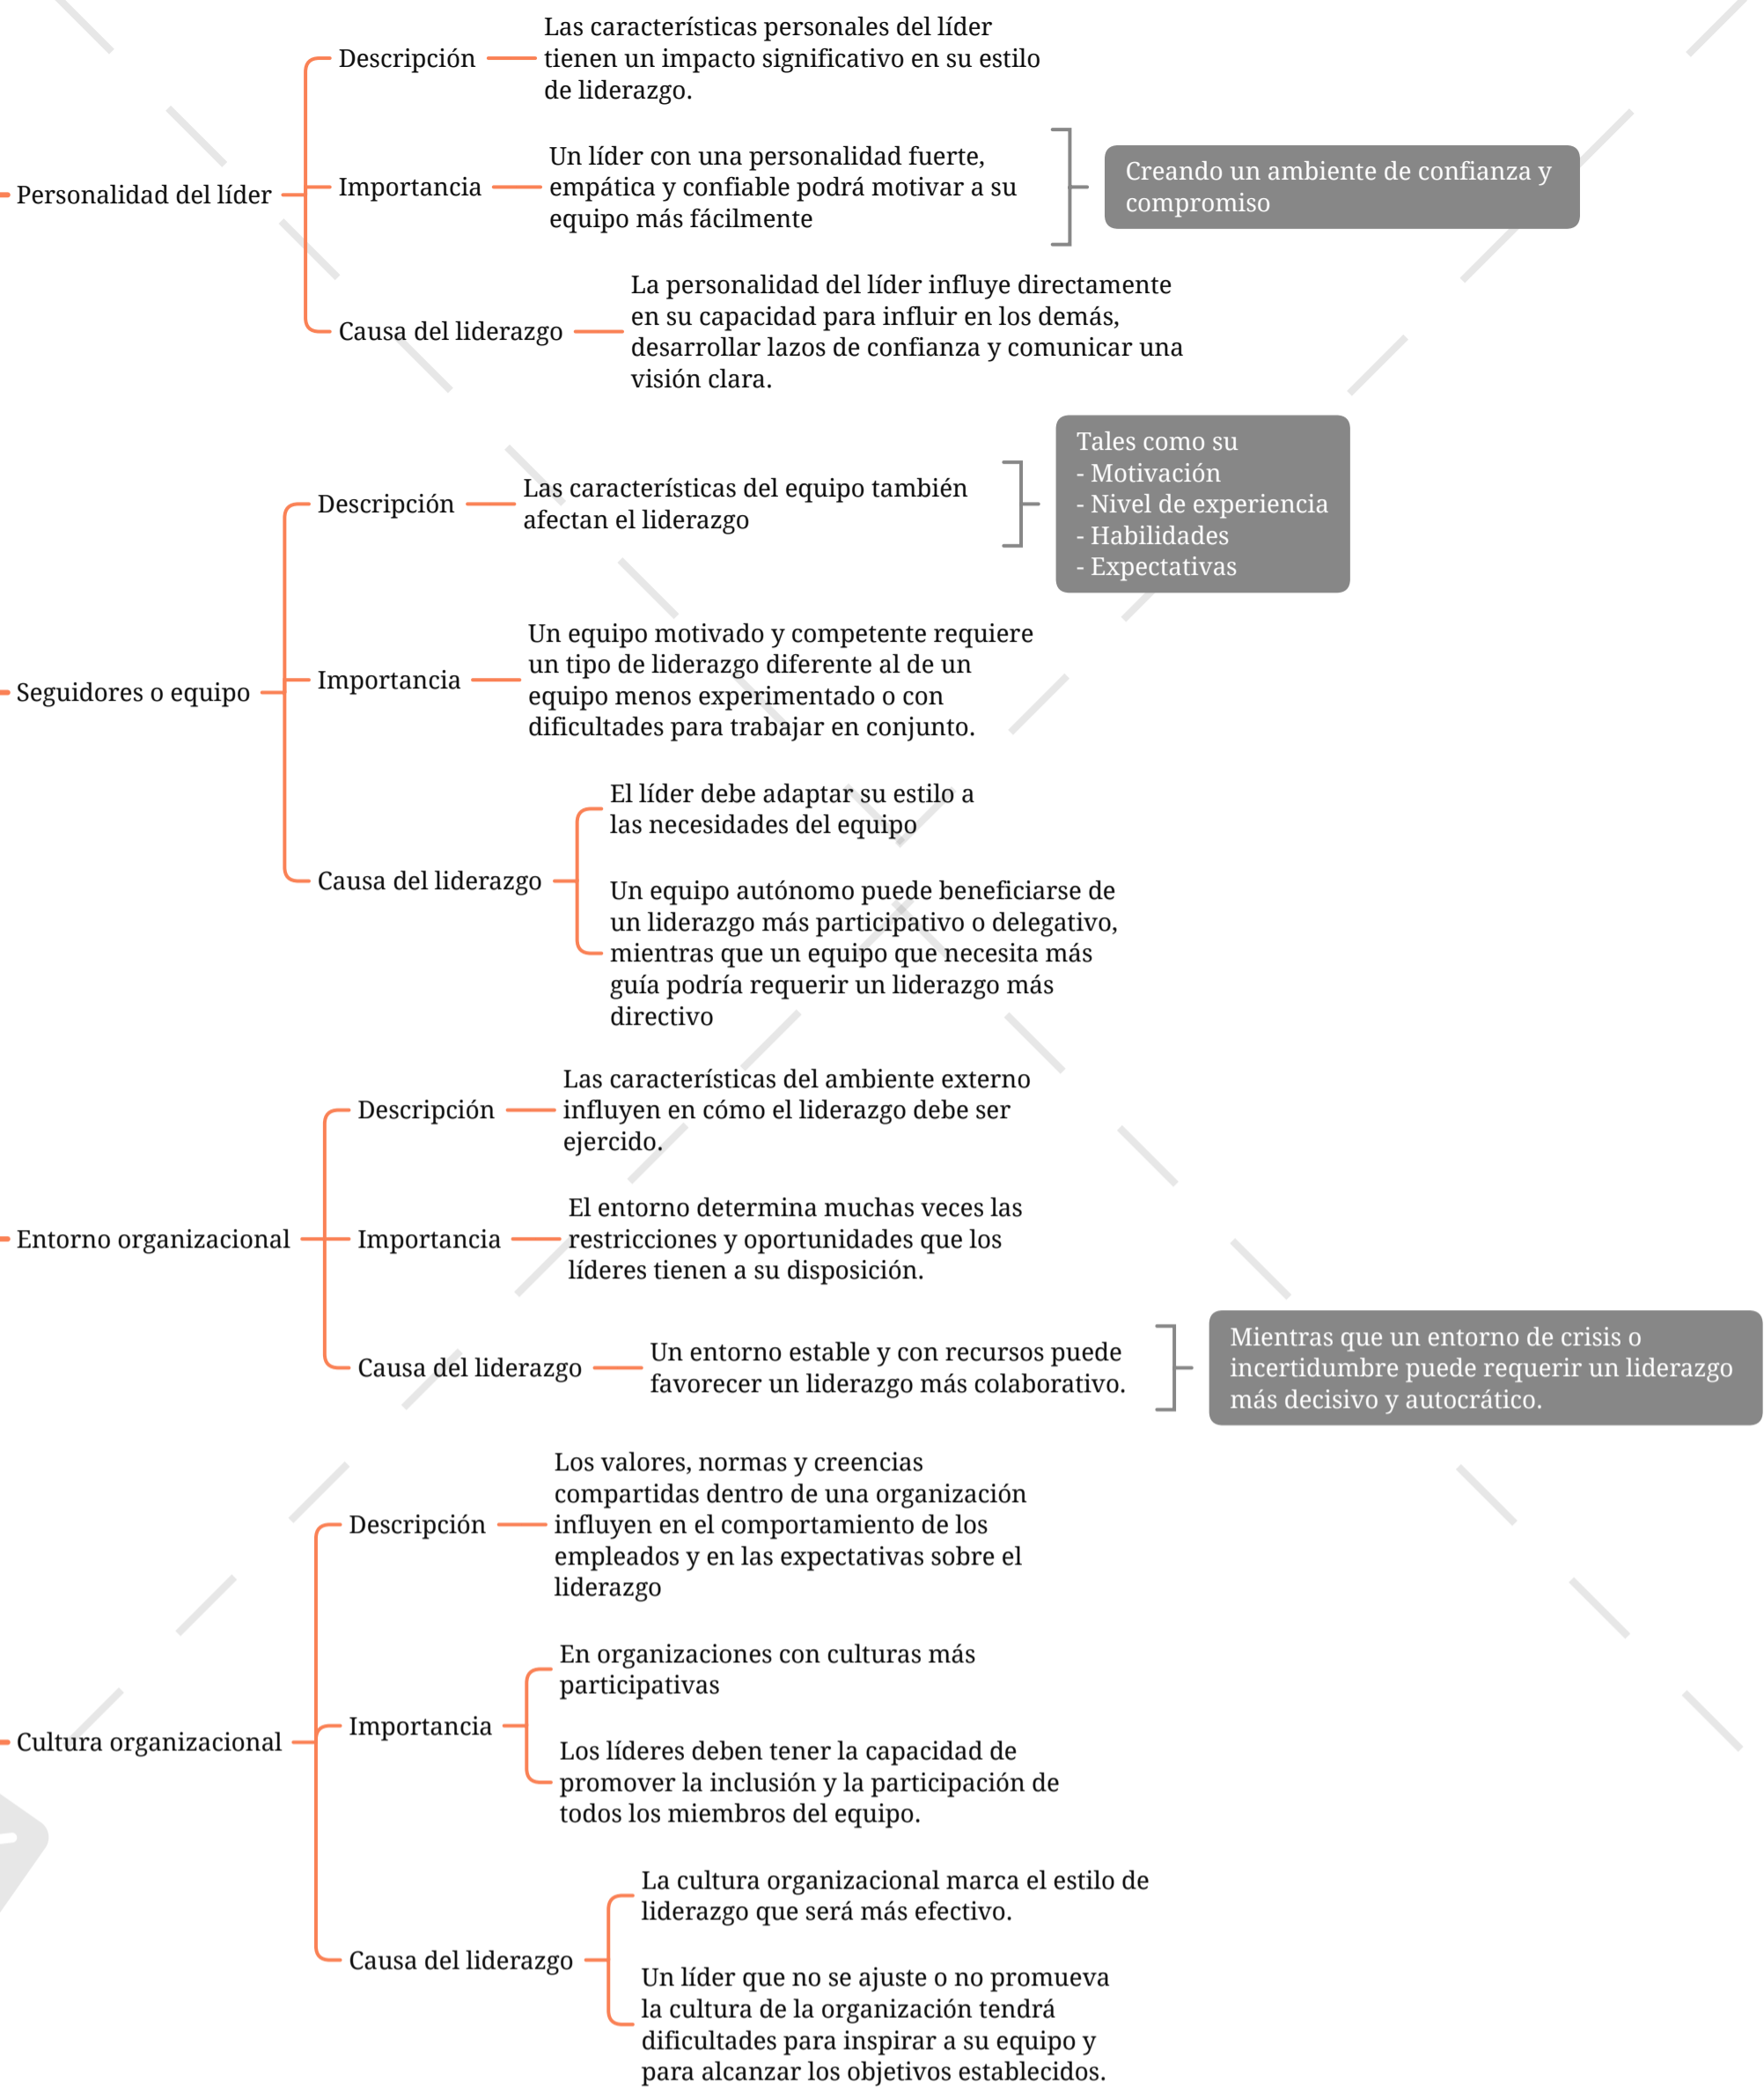 Personalidad del líder
Descripción
Las características personales del líder
tienen un impacto significativo en su estilo
de liderazgo.
Importancia
Un líder con una personalidad fuerte,
empática y confiable podrá motivar a su
equipo más fácilmente
Creando un ambiente de confianza y
compromiso
Causa del liderazgo
La personalidad del líder influye directamente
en su capacidad para influir en los demás,
desarrollar lazos de confianza y comunicar una
visión clara.
Seguidores o equipo
Descripción
Las características del equipo también
afectan el liderazgo
Tales como su
- Motivación
- Nivel de experiencia
- Habilidades
- Expectativas
Importancia
Un equipo motivado y competente requiere
un tipo de liderazgo diferente al de un
equipo menos experimentado o con
dificultades para trabajar en conjunto.
Causa del liderazgo
El líder debe adaptar su estilo a
las necesidades del equipo
Un equipo autónomo puede beneficiarse de
un liderazgo más participativo o delegativo,
mientras que un equipo que necesita más
guía podría requerir un liderazgo más
directivo
Entorno organizacional
Descripción
Las características del ambiente externo
influyen en cómo el liderazgo debe ser
ejercido.
Importancia
El entorno determina muchas veces las
restricciones y oportunidades que los
líderes tienen a su disposición.
Causa del liderazgo
Un entorno estable y con recursos puede
favorecer un liderazgo más colaborativo.
Mientras que un entorno de crisis o
incertidumbre puede requerir un liderazgo
más decisivo y autocrático.
Cultura organizacional
Descripción
Los valores, normas y creencias
compartidas dentro de una organización
influyen en el comportamiento de los
empleados y en las expectativas sobre el
liderazgo
Importancia
En organizaciones con culturas más
participativas
Los líderes deben tener la capacidad de
promover la inclusión y la participación de
todos los miembros del equipo.
Causa del liderazgo
La cultura organizacional marca el estilo de
liderazgo que será más efectivo.
Un líder que no se ajuste o no promueva
la cultura de la organización tendrá
dificultades para inspirar a su equipo y
para alcanzar los objetivos establecidos.